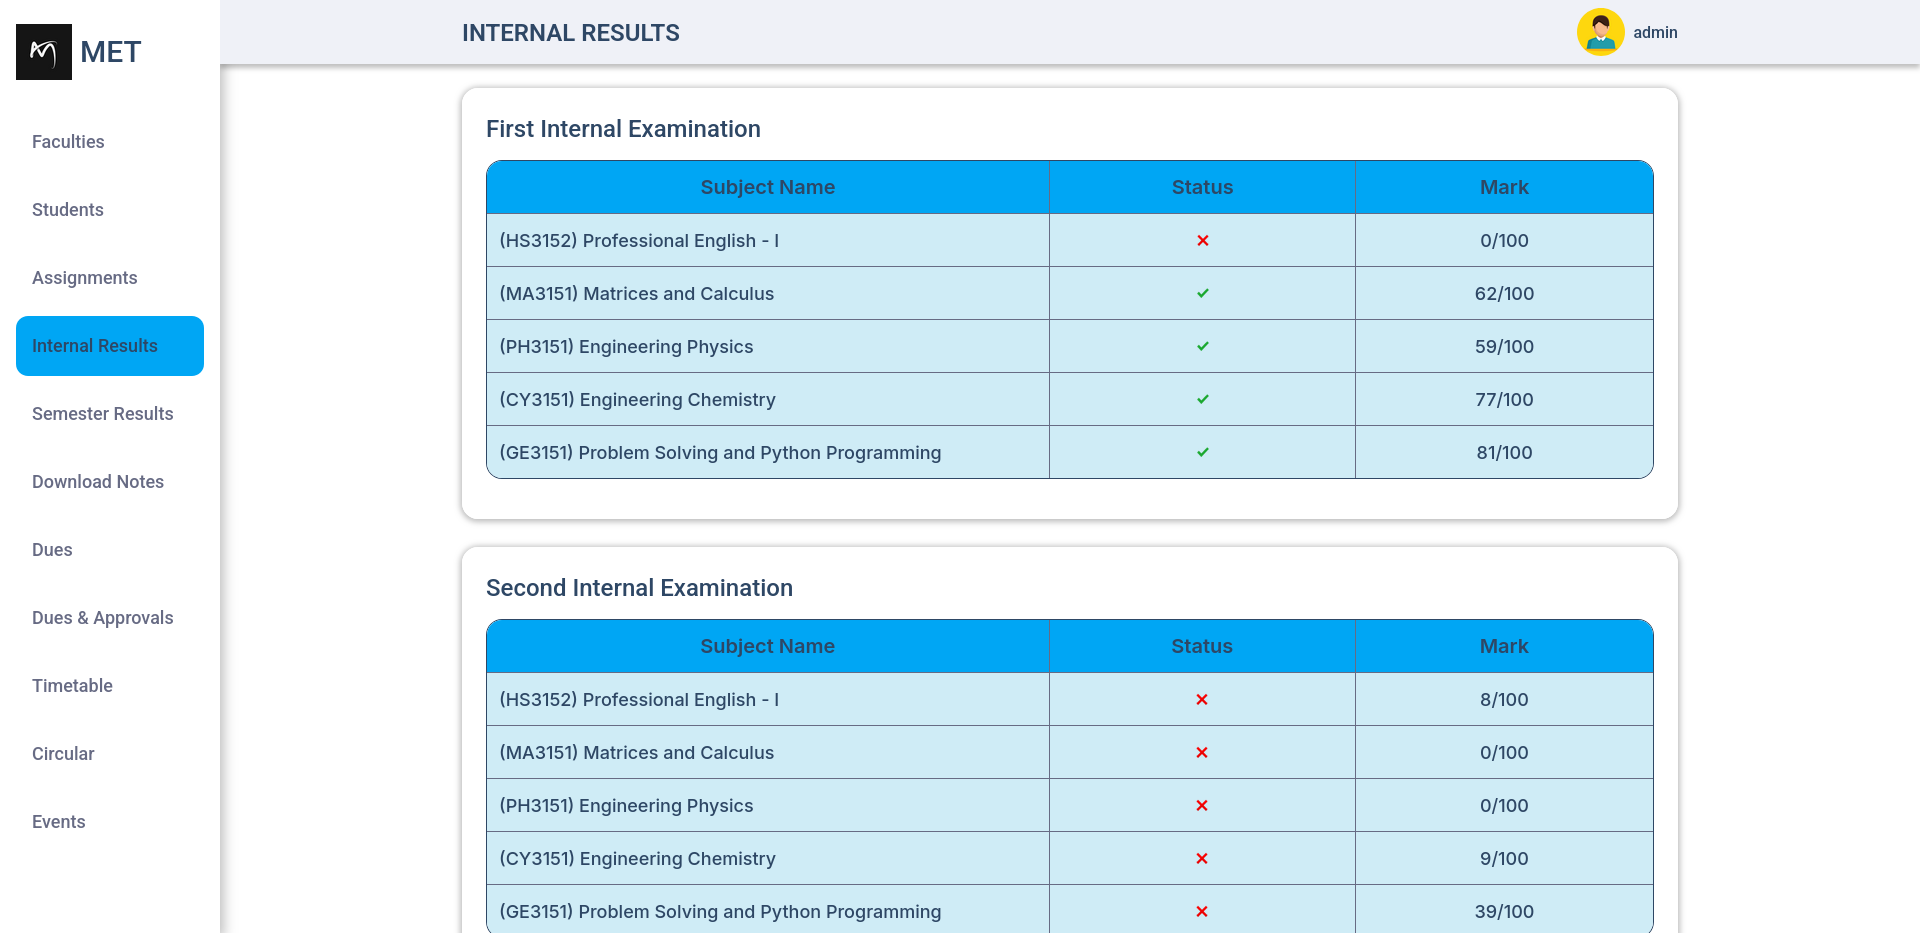 MET
INTERNAL RESULTS
admin
Faculties
Students
Assignments
Internal Results
Semester Results
Download Notes
Dues
Dues & Approvals
Timetable
Circular
Events
First Internal Examination
Subject Name Status Mark
(HS3152) Professional English - I 0/100
(MA3151) Matrices and Calculus 62/100
(PH3151) Engineering Physics 59/100
(CY3151) Engineering Chemistry 77/100
(GE3151) Problem Solving and Python Programming 81/100
Second Internal Examination
Subject Name Status Mark
(HS3152) Professional English - I 8/100
(MA3151) Matrices and Calculus 0/100
(PH3151) Engineering Physics 0/100
(CY3151) Engineering Chemistry 9/100
(GE3151) Problem Solving and Python Programming 39/100